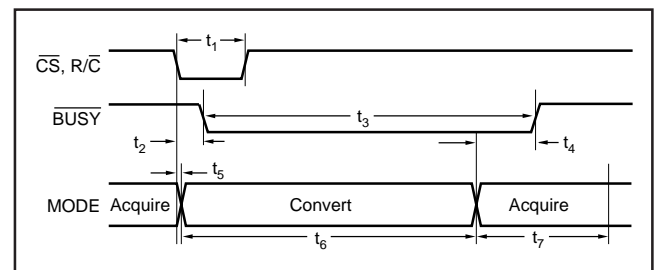 t1
CS, R/C
BUSY
t3
t2
t4
t5
MODE Acquire Convert Acquire
t6
t7